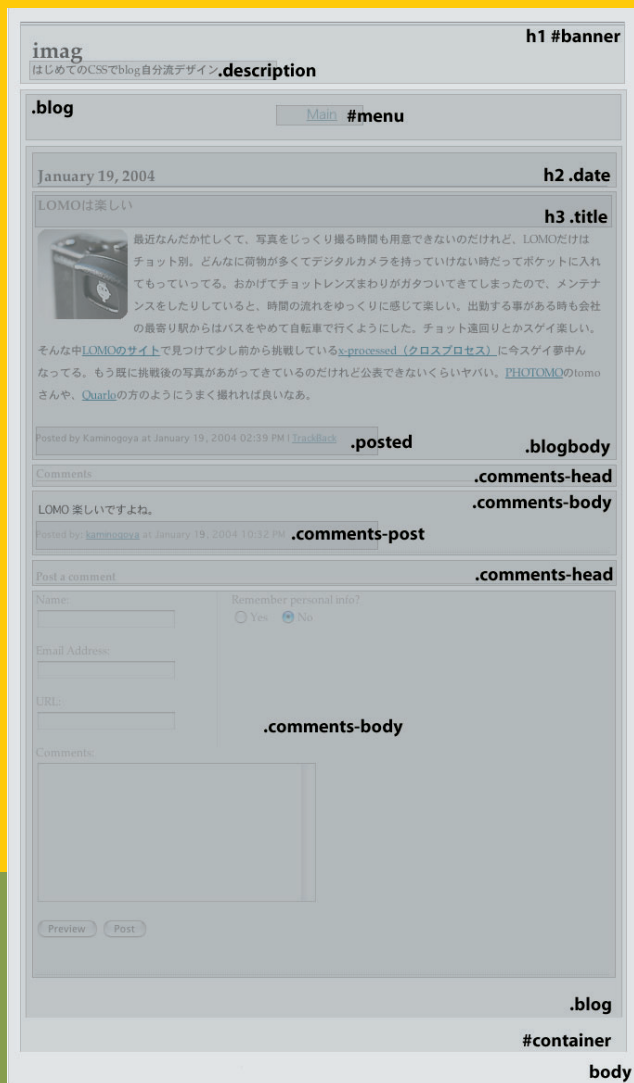 h1 #banner
imag
はじめてのCSSでblog自分流デザイン
.description
.blog
Main
#menu
January 19, 2004
h2 .date
LOMOは楽しい
h3 .title
最近なんだか忙しくて、写真をじっくり撮る時間も用意できないのだけれど、LOMOだけは
チョット別。どんなに荷物が多くてデジタルカメラを持っていけない時だってポケットに入れ
てもっていってる。おかげてチョットレンズまわりがガタついてきてしまったので、メンテナ
ンスをしたりしていると、時間の流れをゆっくりに感じて楽しい。出勤する事がある時も会社
の最寄り駅からはバスをやめて自転車で行くようにした。チョット遠回りとかスゲイ楽しい。
そんな中LOMOのサイトで見つけて少し前から挑戦しているx-processed（クロスプロセス）に今スゲイ夢中ん
なってる。もう既に挑戦後の写真があがってきているのだけれど公表できないくらいヤバい。PHOTOMOのtomo
さんや、Quarloの方のようにうまく撮れれば良いなあ。
Posted by Kaminogoya at January 19, 2004 02:39 PM | TrackBack
.posted
.blogbody
Comments
.comments-head
.comments-body
LOMO 楽しいですよね。
Posted by: kaminogoya at January 19, 2004 10:32 PM
.comments-post
Post a comment
.comments-head
Name:
Remember personal info?
Yes No
Email Address:
URL:
.comments-body
Comments:
Preview Post
.blog
#container
body